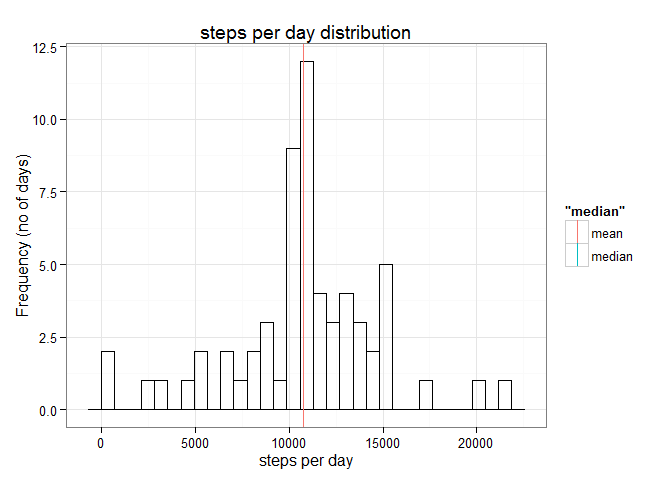 steps per day distribution
12.5
10.0
7.5
5.0
2.5
0.0
Frequency (no of days)
0
5000
10000
15000
20000
steps per day
"median"
mean
median